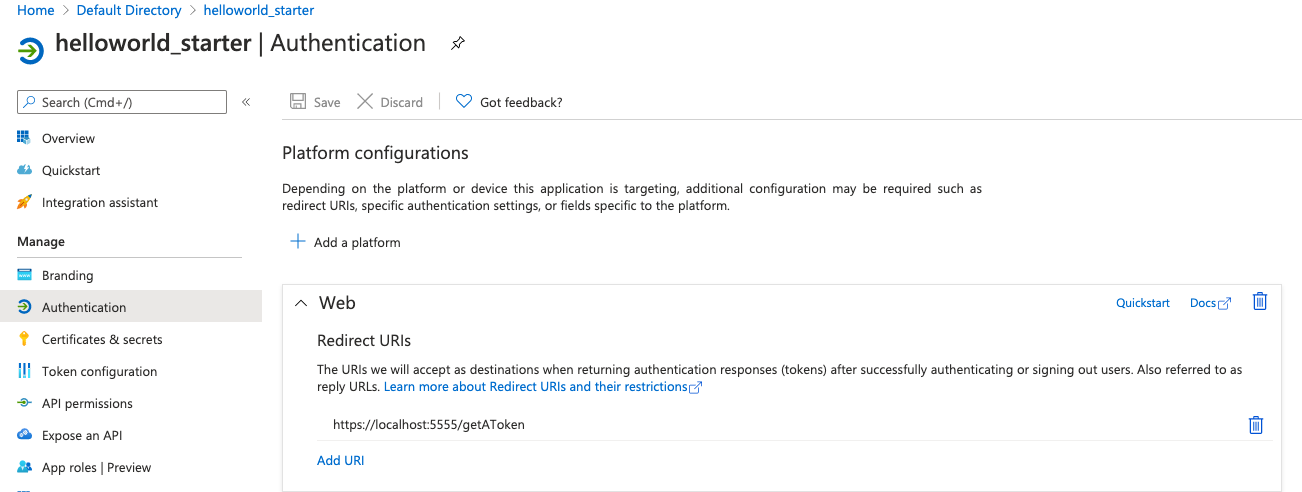 Home > Default Directory > helloworld_starter
helloworld_starter | Authentication
Search (Cmd+/)
«
Overview
Quickstart
Integration assistant
Manage
Branding
Authentication
Certificates & secrets
Token configuration
API permissions
Expose an API
App roles | Preview
Save
Discard
Got feedback?
Platform configurations
Depending on the platform or device this application is targeting, additional configuration may be required such as
redirect URIs, specific authentication settings, or fields specific to the platform.
Add a platform
Web
Quickstart
Docs
Redirect URIs
The URIs we will accept as destinations when returning authentication responses (tokens) after successfully authenticating or signing out users. Also referred to as
reply URLs. Learn more about Redirect URIs and their restrictions
https://localhost:5555/getAToken
Add URI